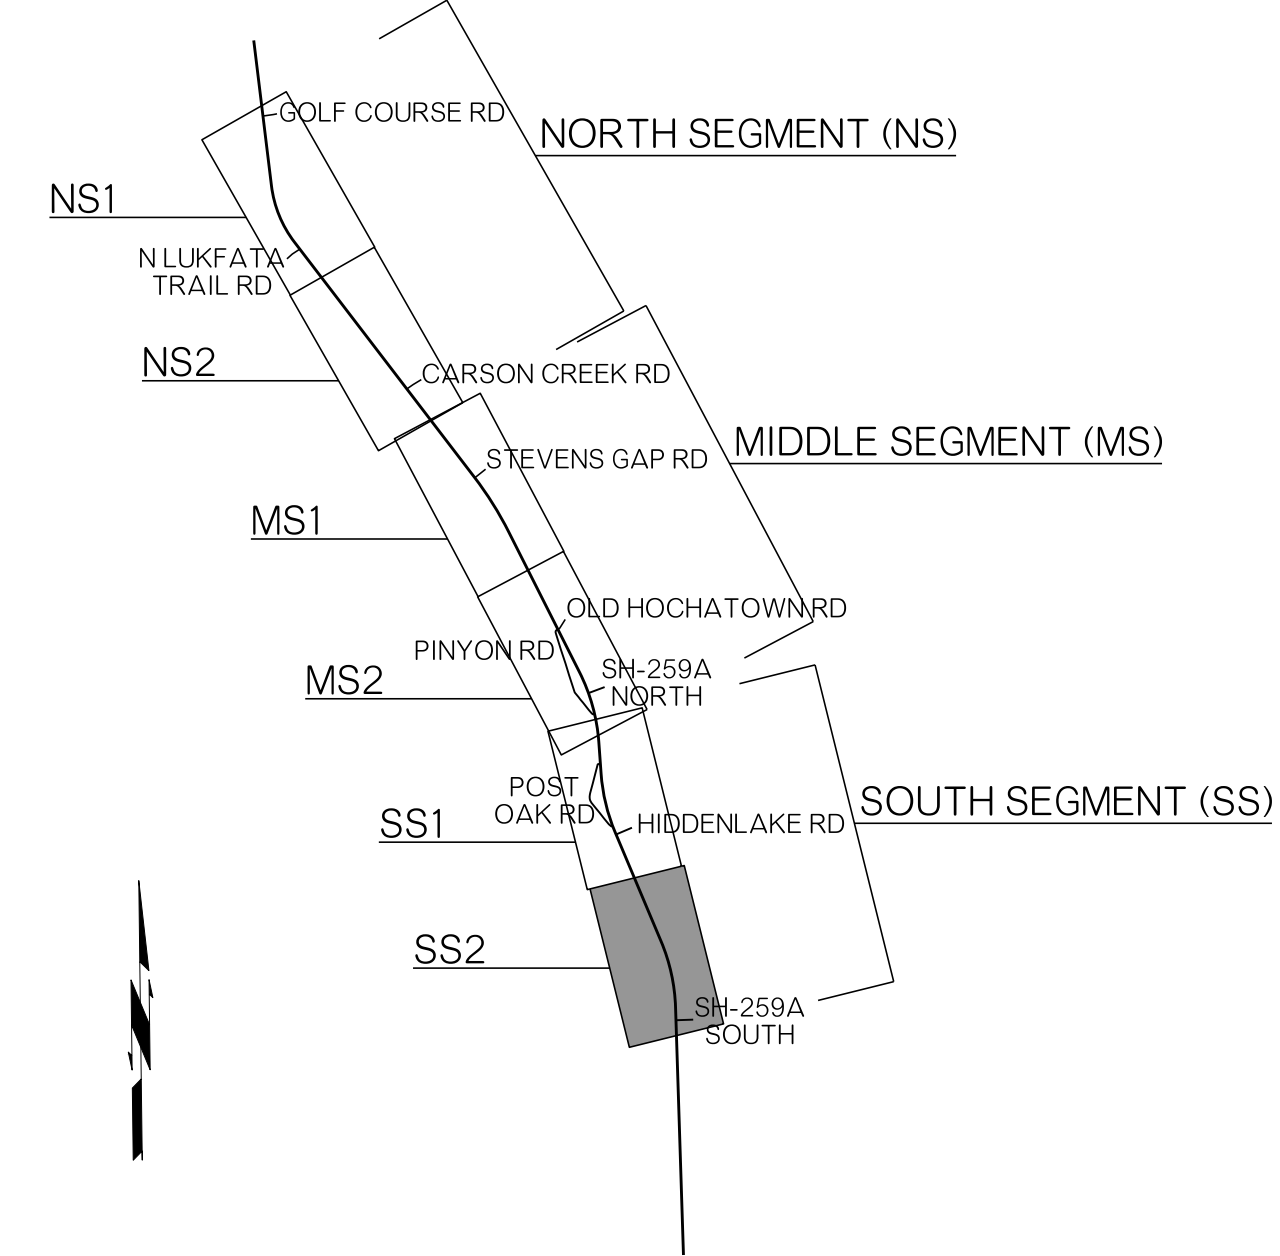 GOLF COURSE RD
NORTH SEGMENT (NS)
NS1
N LUKFATA
TRAIL RD
NS2
CARSON CREEK RD
MIDDLE SEGMENT (MS)
STEVENS GAP RD
MS1
OLD HOCHATOWN RD
PINYON RD
SH-259A
NORTH
MS2
POST
OAK RD
SOUTH SEGMENT (SS)
SS1
HIDDENLAKE RD
SS2
SH-259A
SOUTH
N